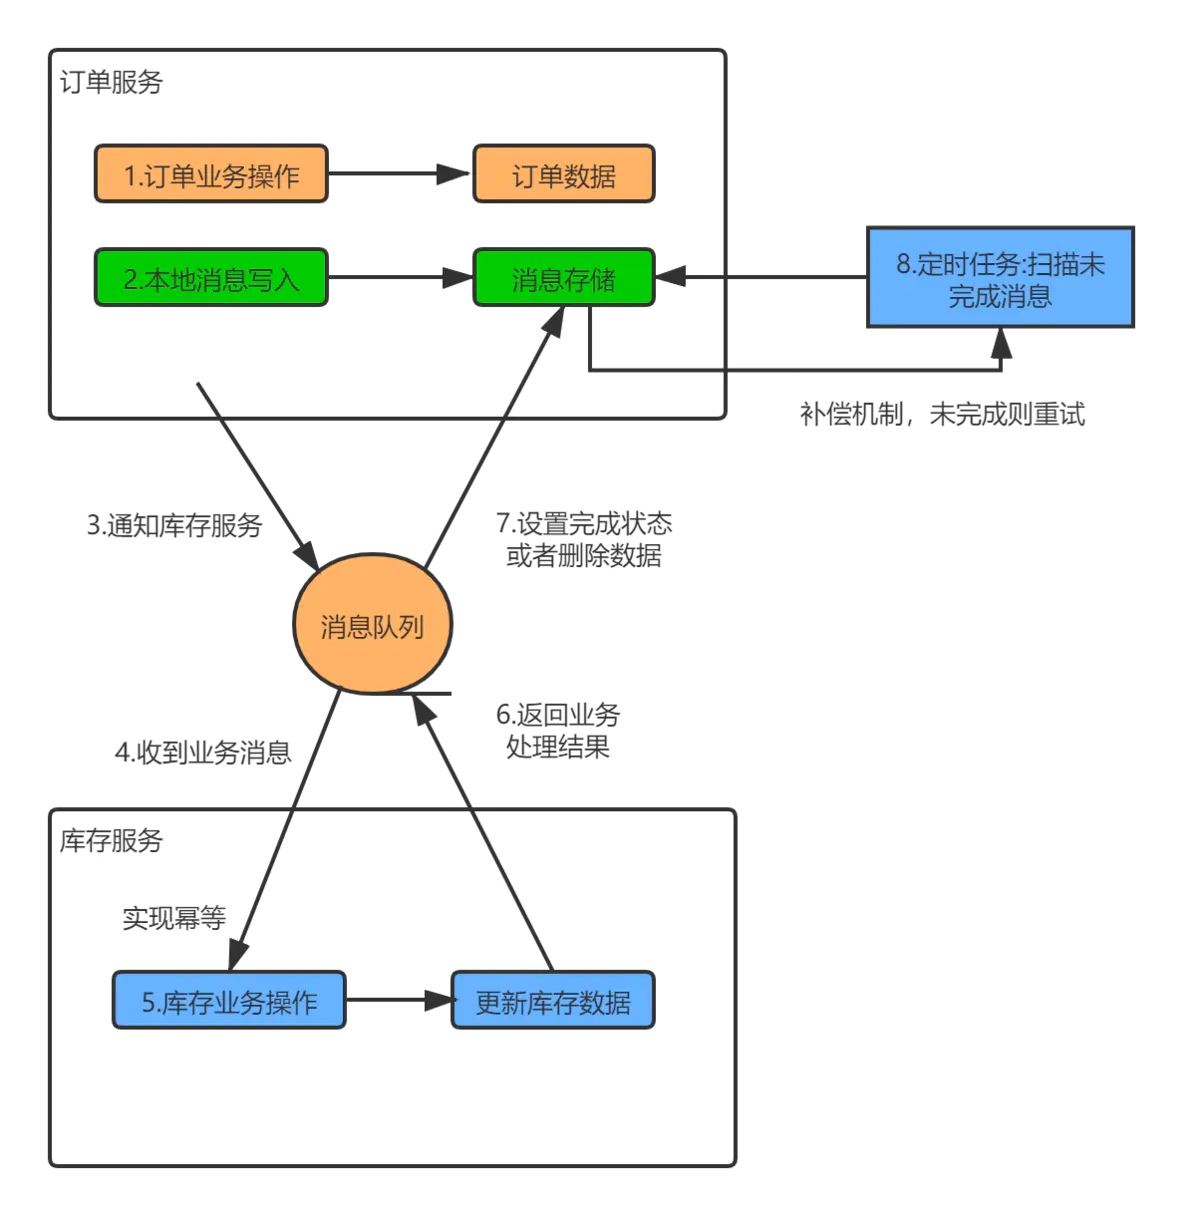 订单服务
1.订单业务操作
订单数据
2.本地消息写入
消息存储
8.定时任务:扫描未
完成消息
补偿机制，未完成则重试
3.通知库存服务
7.设置完成状态
或者删除数据
消息队列
6.返回业务
处理结果
4.收到业务消息
库存服务
实现幂等
5.库存业务操作
更新库存数据